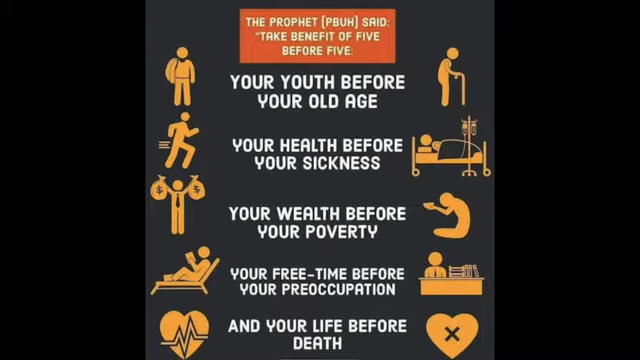 THE PROPHET (PBUH) SAID:
"TAKE BENEFIT OF FIVE
BEFORE FIVE:
YOUR YOUTH BEFORE
YOUR OLD AGE
YOUR HEALTH BEFORE
YOUR SICKNESS
$ $
YOUR WEALTH BEFORE
YOUR POVERTY
YOUR FREE-TIME BEFORE
YOUR PREOCCUPATION
AND YOUR LIFE BEFORE
DEATH